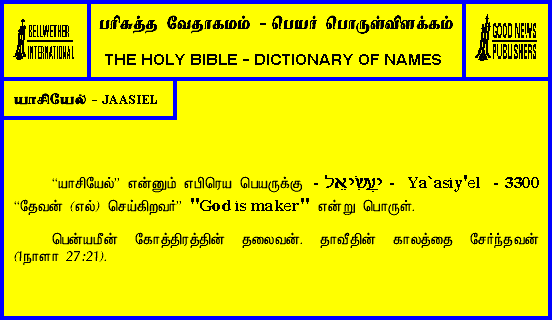 BELLWETHER
INTERNATIONAL
பரிசுத்த வேதாகமம் - பெயர் பொருள்விளக்கம்
THE HOLY BIBLE - DICTIONARY OF NAMES
GOOD NEWS
PUBLISHERS
யாசியேல் - JAASIEL
“யாசியேல்” என்னும் எபிரெய பெயருக்கு - יַעֲשִׂיאֵל - Ya`asiy'el - 3300
“தேவன் (எல்) செய்கிறவர்” "God is maker" என்று பொருள்.
பென்யமீன் கோத்திரத்தின் தலைவன். தாவீதின் காலத்தை சேர்ந்தவன்
(1நாளா 27:21).